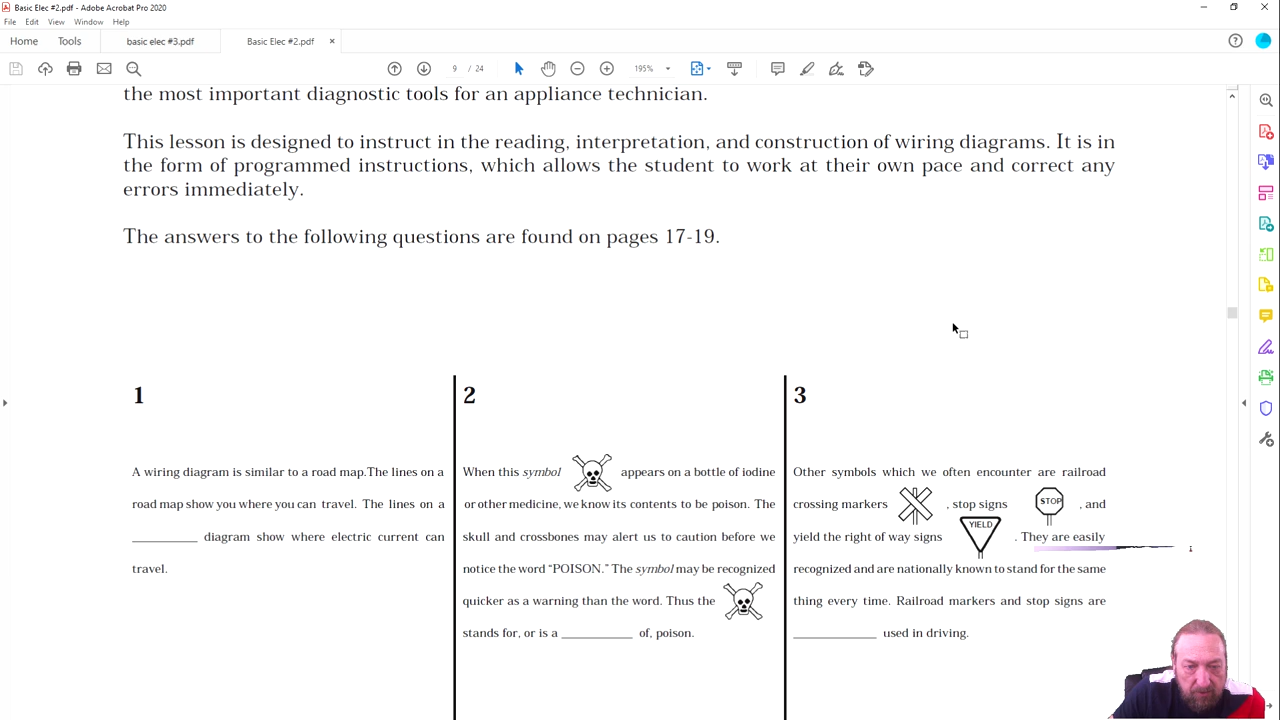 Basic Elec #2.pdf - Adobe Acrobat Pro 2020
File Edit View Window Help
Home Tools basic elec #3.pdf Basic Elec #2.pdf ×
9 / 24 195%
the most important diagnostic tools for an appliance technician.
This lesson is designed to instruct in the reading, interpretation, and construction of wiring diagrams. It is in
the form of programmed instructions, which allows the student to work at their own pace and correct any
errors immediately.
The answers to the following questions are found on pages 17-19.
1
A wiring diagram is similar to a road map.The lines on a
road map show you where you can travel. The lines on a
__________ diagram show where electric current can
travel.
2
When this symbol appears on a bottle of iodine
or other medicine, we know its contents to be poison. The
skull and crossbones may alert us to caution before we
notice the word “POISON.” The symbol may be recognized
quicker as a warning than the word. Thus the
stands for, or is a ___________ of, poison.
3
Other symbols which we often encounter are railroad
crossing markers , stop signs STOP , and
yield the right of way signs YIELD . They are easily
recognized and are nationally known to stand for the same
thing every time. Railroad markers and stop signs are
_____________ used in driving.